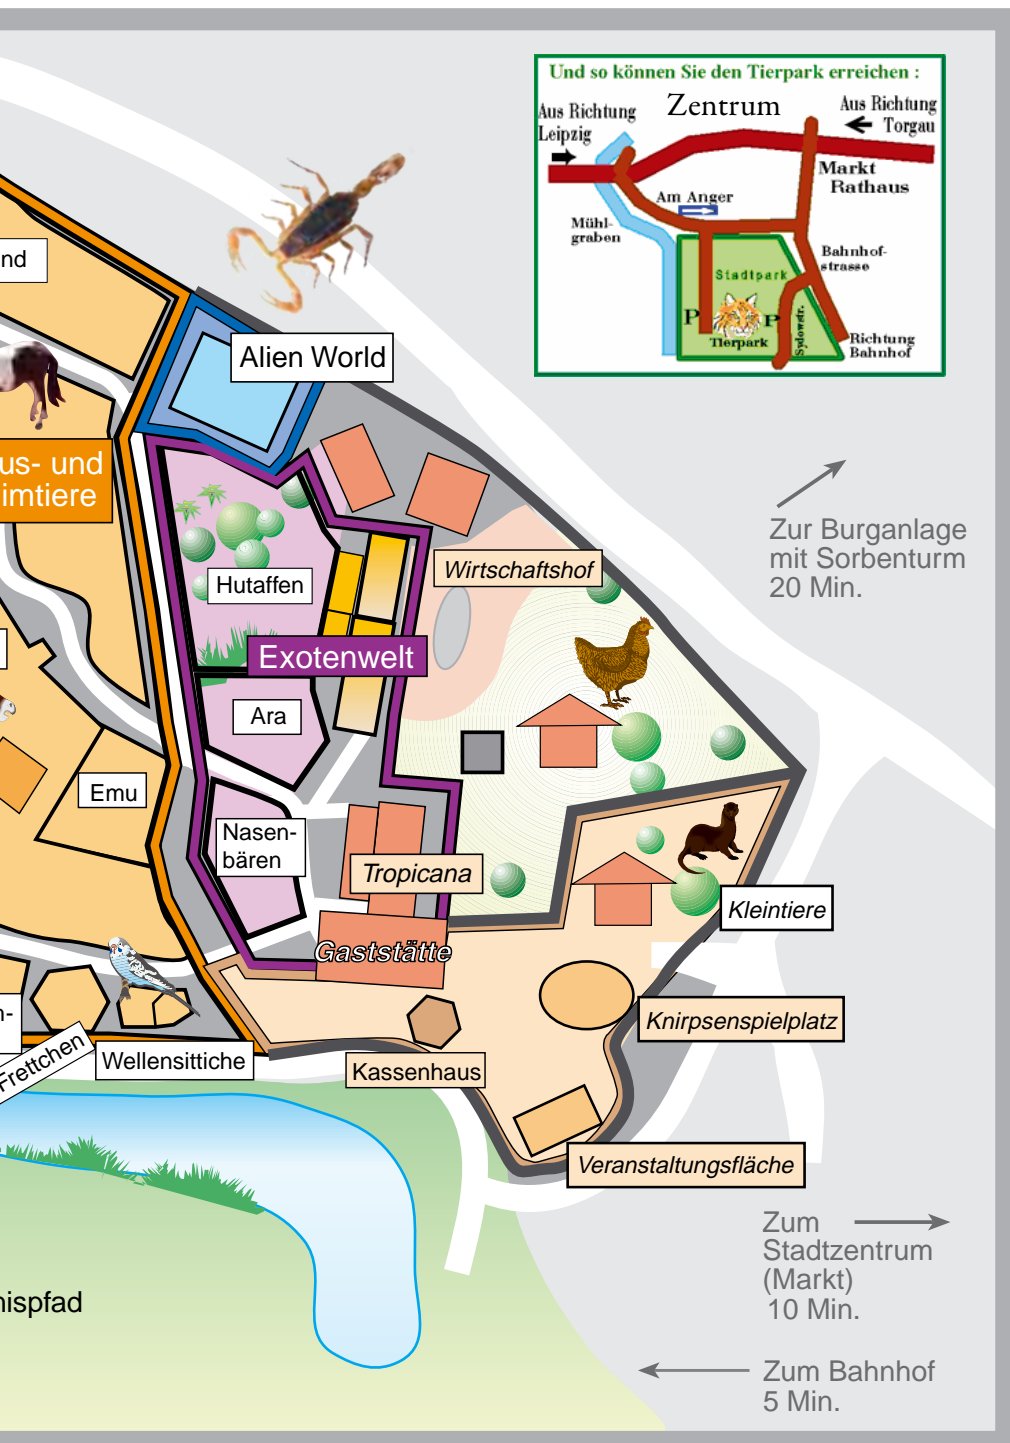 Und so können Sie den Tierpark erreichen :
Aus Richtung
Leipzig
Zentrum
Aus Richtung
Torgau
Markt
Rathaus
Am Anger
Mühl-
graben
Bahnhof-
strasse
Stadtpark
P
P
Tierpark
Sydowstr.
Richtung
Bahnhof
nd
Alien World
us- und
imtiere
Zur Burganlage
mit Sorbenturm
20 Min.
Wirtschaftshof
Hutaffen
Exotenwelt
Ara
Emu
Nasen-
bären
Tropicana
Kleintiere
Gaststätte
n-
Knirpsenspielplatz
Frettchen
Wellensittiche
Kassenhaus
Veranstaltungsfläche
Zum
Stadtzentrum
(Markt)
10 Min.
nispfad
Zum Bahnhof
5 Min.